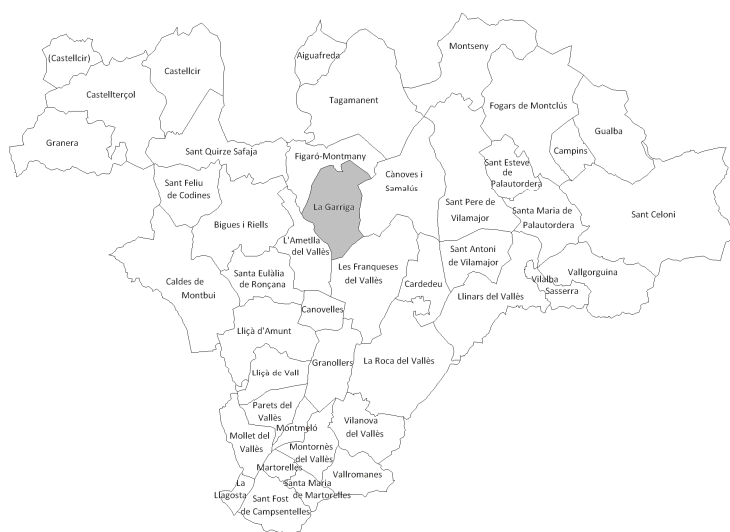 (Castellcir)
Castellcir
Aiguafreda
Montseny
Castellterçol
Tagamanent
Fogars de Montclús
Gualba
Granera
Sant Quirze Safaja
Figaró-Montmany
Campins
Sant Esteve
de
Palautordera
Cànoves i
Samalús
Sant Feliu
de Codines
La Garriga
Sant Pere de
Vilamajor
Santa Maria de
Palautordera
Sant Celoni
Bigues i Riells
L'Ametlla
del Vallès
Sant Antoni
de Vilamajor
Les Franqueses
del Vallès
Caldes de
Montbui
Santa Eulàlia
de Ronçana
Cardedeu
Vilalba
Sasserra
Vallgorguina
Llinars del Vallès
Canovelles
Lliçà d'Amunt
Granollers
La Roca del Vallès
Lliçà de Vall
Parets del
Vallès
Montmeló
Vilanova
del Vallès
Mollet del
Vallès
Montornès
del Vallès
Martorelles
Vallromanes
La
Llagosta
Santa Maria
de Martorelles
Sant Fost
de Campsentelles